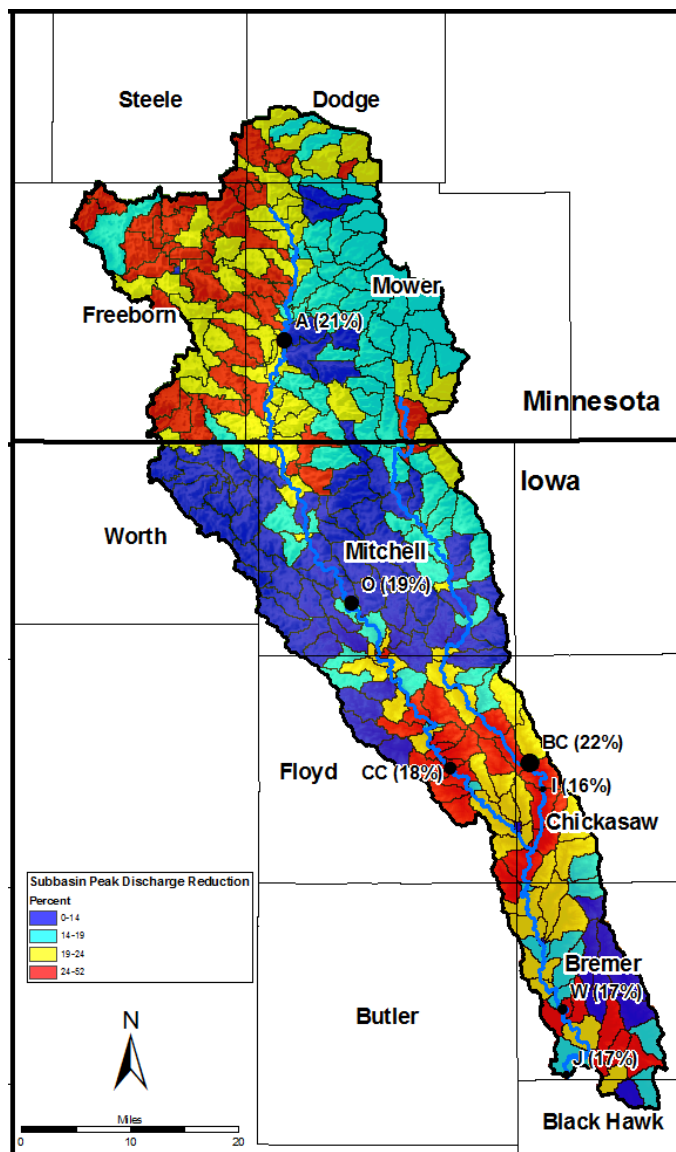 Steele
Dodge
Mower
Freeborn
A (21%)
Minnesota
Iowa
Worth
Mitchell
O (19%)
BC (22%)
Floyd
CC (18%)
I (16%)
Chickasaw
Subbasin Peak Discharge Reduction
Percent
0-14
14-19
19-24
24-52
Bremer
W (17%)
Butler
N
J (17%)
Miles
0 5 10 20
Black Hawk